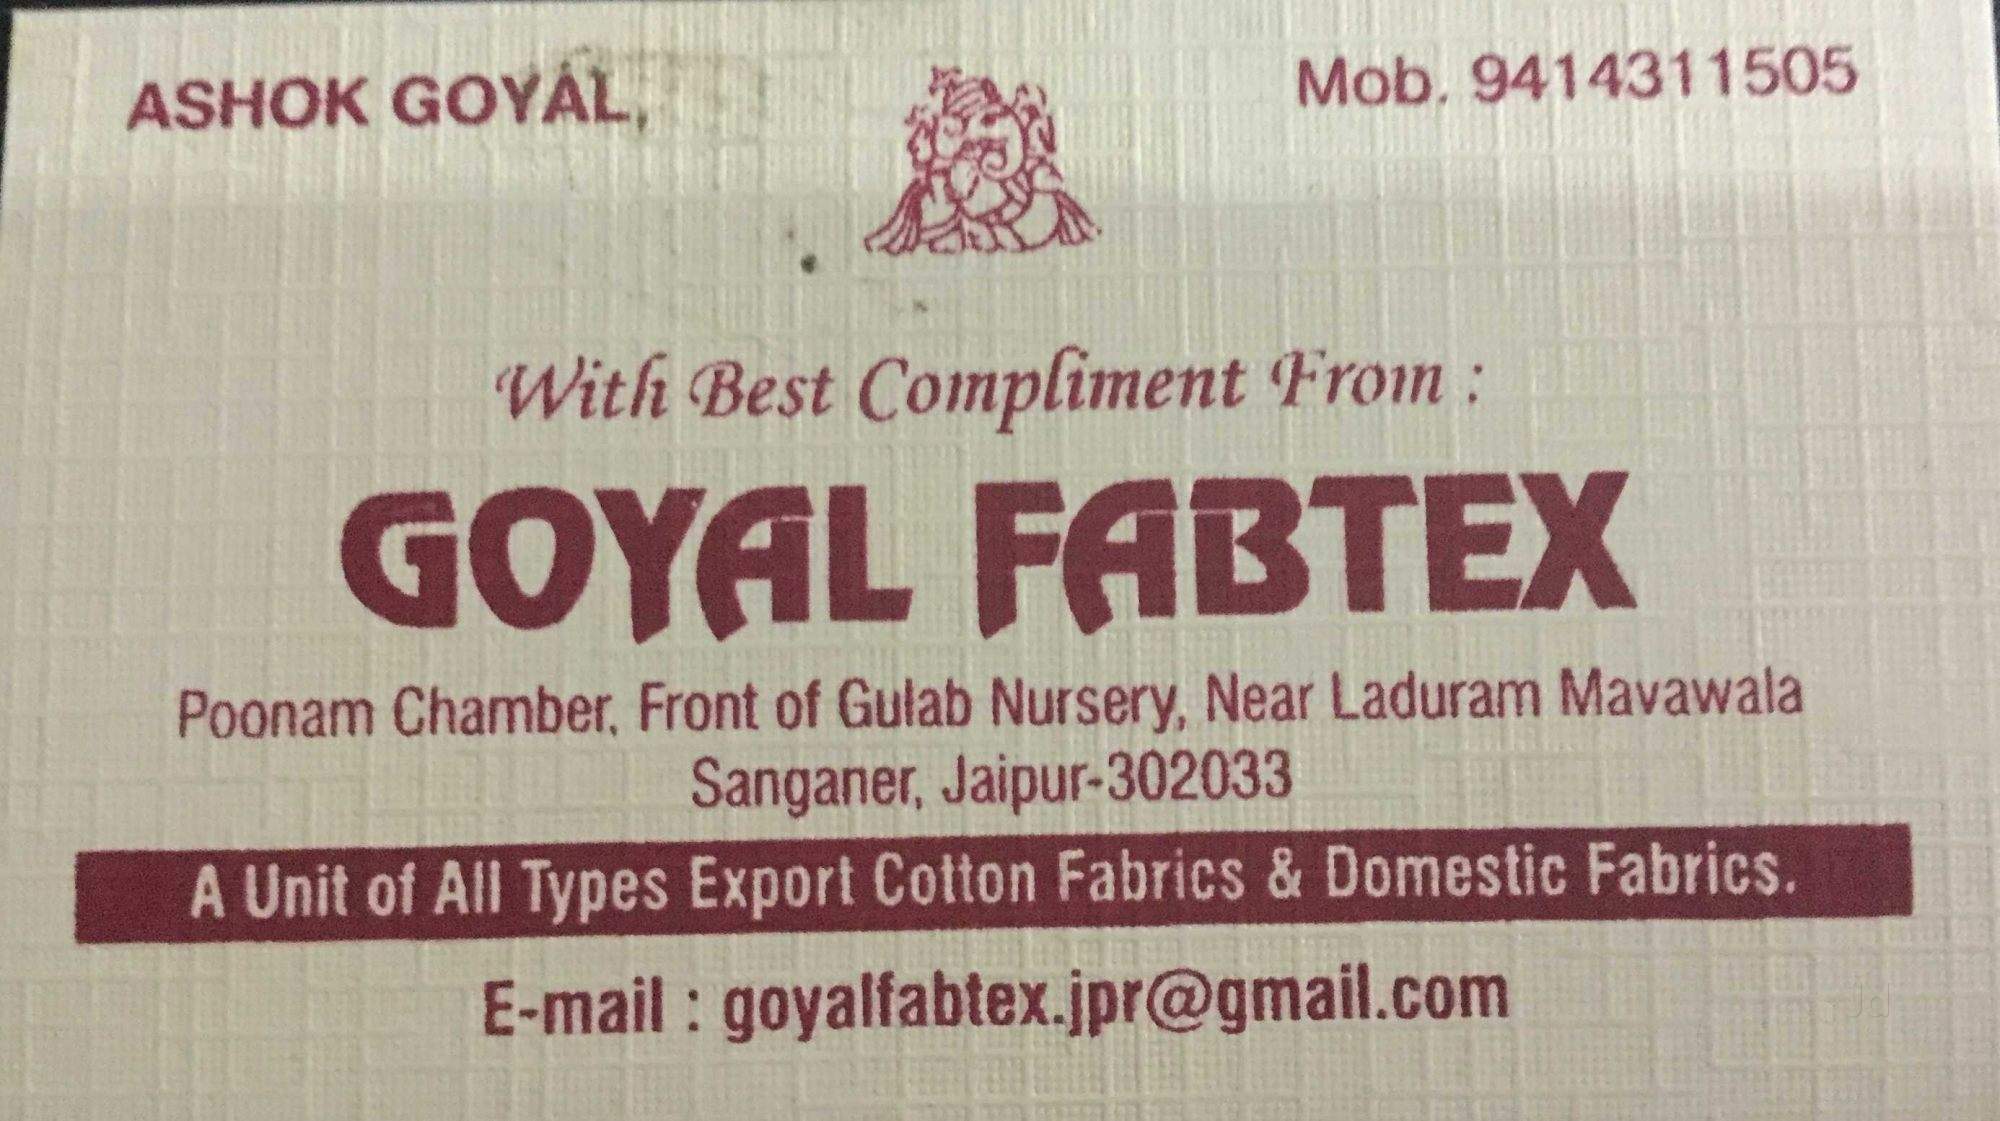 ASHOK GOYAL,
Mob. 9414311505
With Best Compliment From :
GOYAL FABTEX
Poonam Chamber, Front of Gulab Nursery, Near Laduram Mavawala
Sanganer, Jaipur-302033
A Unit of All Types Export Cotton Fabrics & Domestic Fabrics.
E-mail : goyalfabtex.jpr@gmail.com
Jd